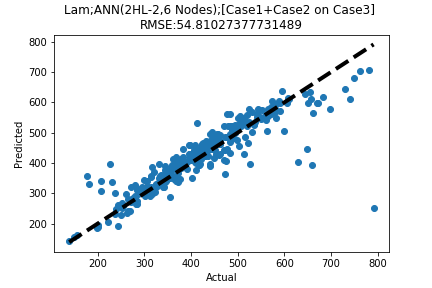 Lam;ANN(2HL-2,6 Nodes);[Case1+Case2 on Case3]
RMSE:54.81027377731489
800
700
600
500
400
300
200
Predicted
200 300 400 500 600 700 800
Actual